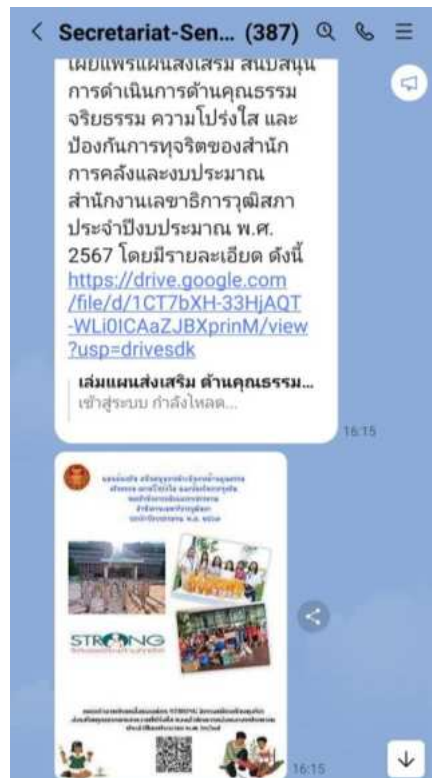 Secretariat-Sen... (387)
เผยแพร่แผนส่งเสริม สนับสนุน
การดำเนินการด้านคุณธรรม
จริยธรรม ความโปร่งใส และ
ป้องกันการทุจริตของสำนัก
การคลังและงบประมาณ
สำนักงานเลขาธิการวุฒิสภา
ประจำปีงบประมาณ พ.ศ.
2567 โดยมีรายละเอียด ดังนี้
https://drive.google.com
/file/d/1CT7bXH-33HjAQT
-WLi0ICAaZJBXprinM/view
?usp=drivesdk
เล่มแผนส่งเสริม ด้านคุณธรรม...
เข้าสู่ระบบ กำลังโหลด...
16:15
STRONG
16:15